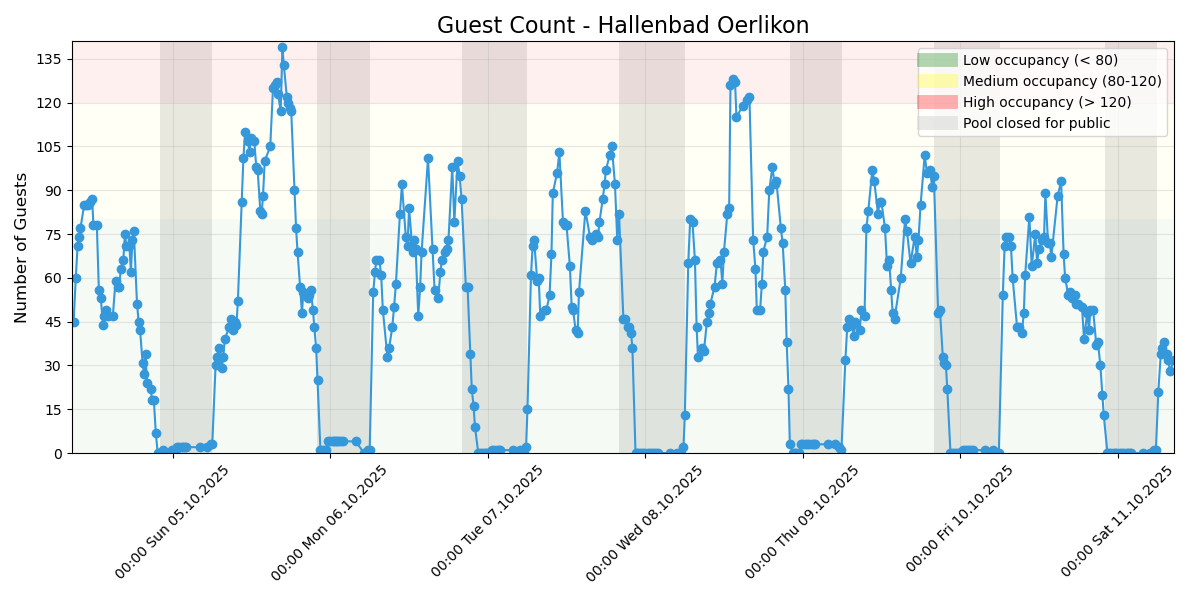 Guest Count - Hallenbad Oerlikon
Number of Guests
135
120
105
90
75
60
45
30
15
0
Low occupancy (< 80)
Medium occupancy (80-120)
High occupancy (> 120)
Pool closed for public
00:00 Sun 05.10.2025
00:00 Mon 06.10.2025
00:00 Tue 07.10.2025
00:00 Wed 08.10.2025
00:00 Thu 09.10.2025
00:00 Fri 10.10.2025
00:00 Sat 11.10.2025